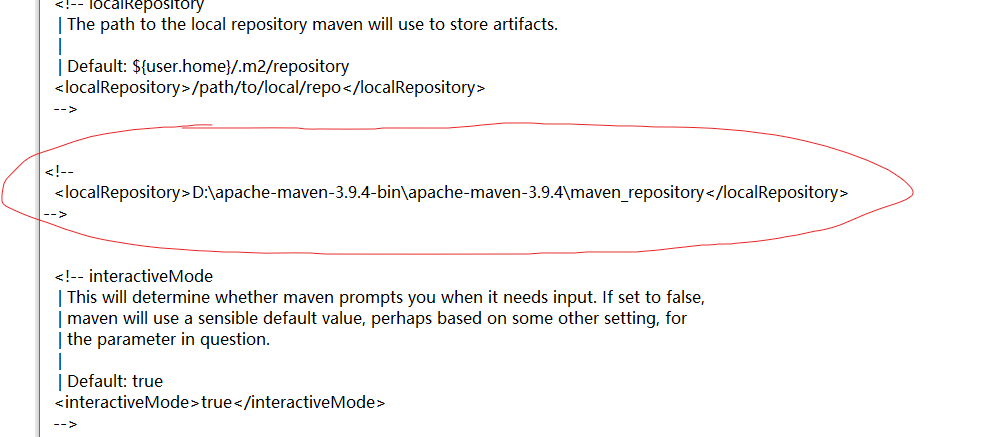 <!-- localRepository
| The path to the local repository maven will use to store artifacts.
|
| Default: ${user.home}/.m2/repository
<localRepository>/path/to/local/repo</localRepository>
-->
<!--
<localRepository>D:\apache-maven-3.9.4-bin\apache-maven-3.9.4\maven_repository</localRepository>
-->
<!-- interactiveMode
| This will determine whether maven prompts you when it needs input. If set to false,
| maven will use a sensible default value, perhaps based on some other setting, for
| the parameter in question.
|
| Default: true
<interactiveMode>true</interactiveMode>
-->